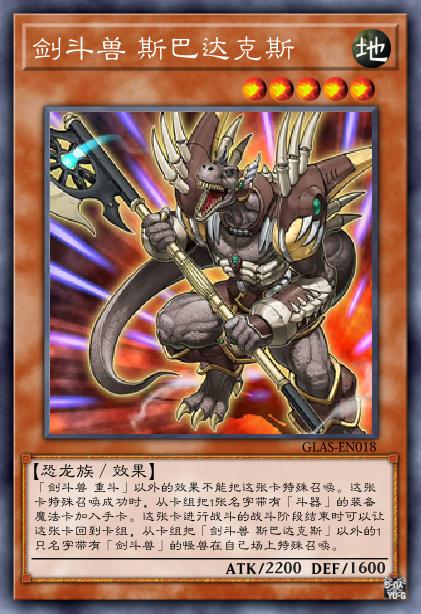 剑斗兽 斯巴达克斯
地
GLAS-EN018
【恐龙族／效果】
「剑斗兽 重斗」以外的效果不能把这张卡特殊召唤。这张
卡特殊召唤成功时，从卡组把1张名字带有「斗器」的装备
魔法卡加入手卡。这张卡进行战斗的战斗阶段结束时可以让
这张卡回到卡组，从卡组把「剑斗兽 斯巴达克斯」以外的1
只名字带有「剑斗兽」的怪兽在自己场上特殊召唤。
ATK/2200 DEF/1600